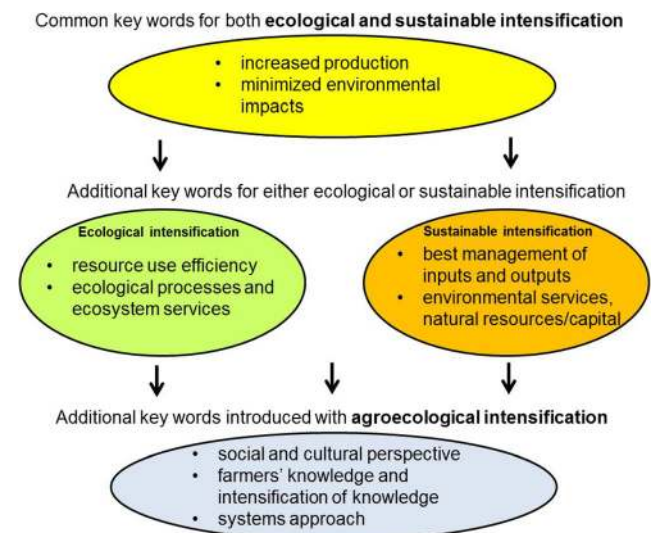 Common key words for both ecological and sustainable intensification
• increased production
• minimized environmental
impacts
Additional key words for either ecological or sustainable intensification
Ecological intensification
• resource use efficiency
• ecological processes and
ecosystem services
Sustainable intensification
• best management of
inputs and outputs
• environmental services,
natural resources/capital
Additional key words introduced with agroecological intensification
• social and cultural perspective
• farmers' knowledge and
intensification of knowledge
• systems approach